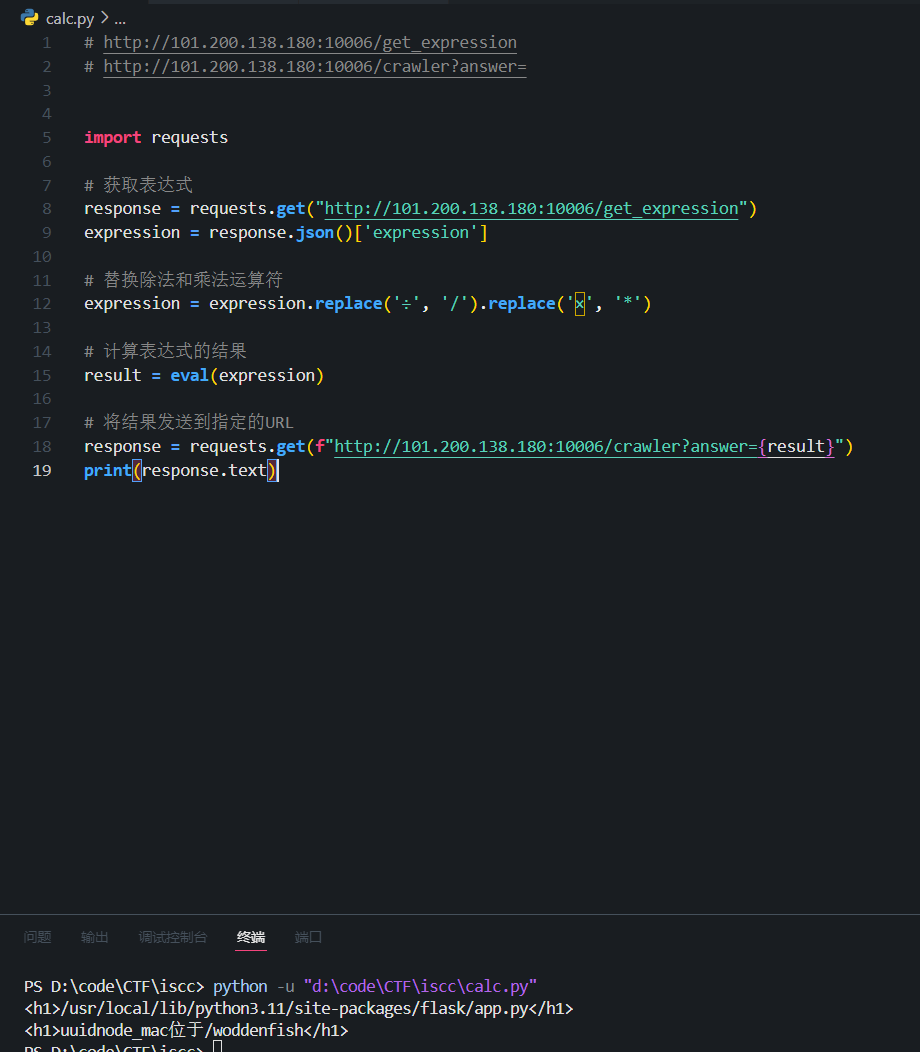 calc.py > ...
1 # http://101.200.138.180:10006/get_expression
2 # http://101.200.138.180:10006/crawler?answer=
3
4
5 import requests
6
7 # 获取表达式
8 response = requests.get("http://101.200.138.180:10006/get_expression")
9 expression = response.json()['expression']
10
11 # 替换除法和乘法运算符
12 expression = expression.replace('÷', '/').replace('x', '*')
13
14 # 计算表达式的结果
15 result = eval(expression)
16
17 # 将结果发送到指定的URL
18 response = requests.get(f"http://101.200.138.180:10006/crawler?answer={result}")
19 print(response.text)
问题 输出 调试控制台 终端 端口
PS D:\code\CTF\iscc> python -u "d:\code\CTF\iscc\calc.py"
<h1>/usr/local/lib/python3.11/site-packages/flask/app.py</h1>
<h1>uuidnode_mac位于/woddenfish</h1>
PS D:\code\CTF\iscc>